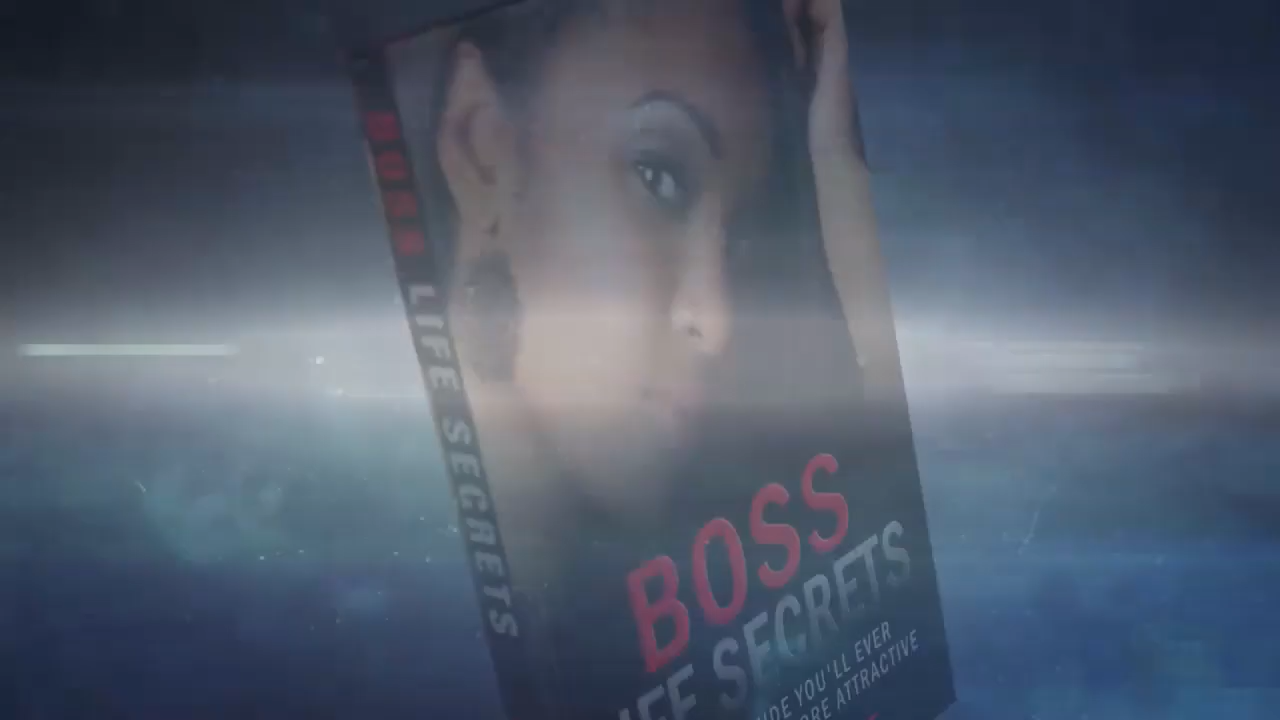 BOSS LIFE SECRETS
BOSS
LIFE SECRETS
YOU'LL EVER
ATTRACTIVE